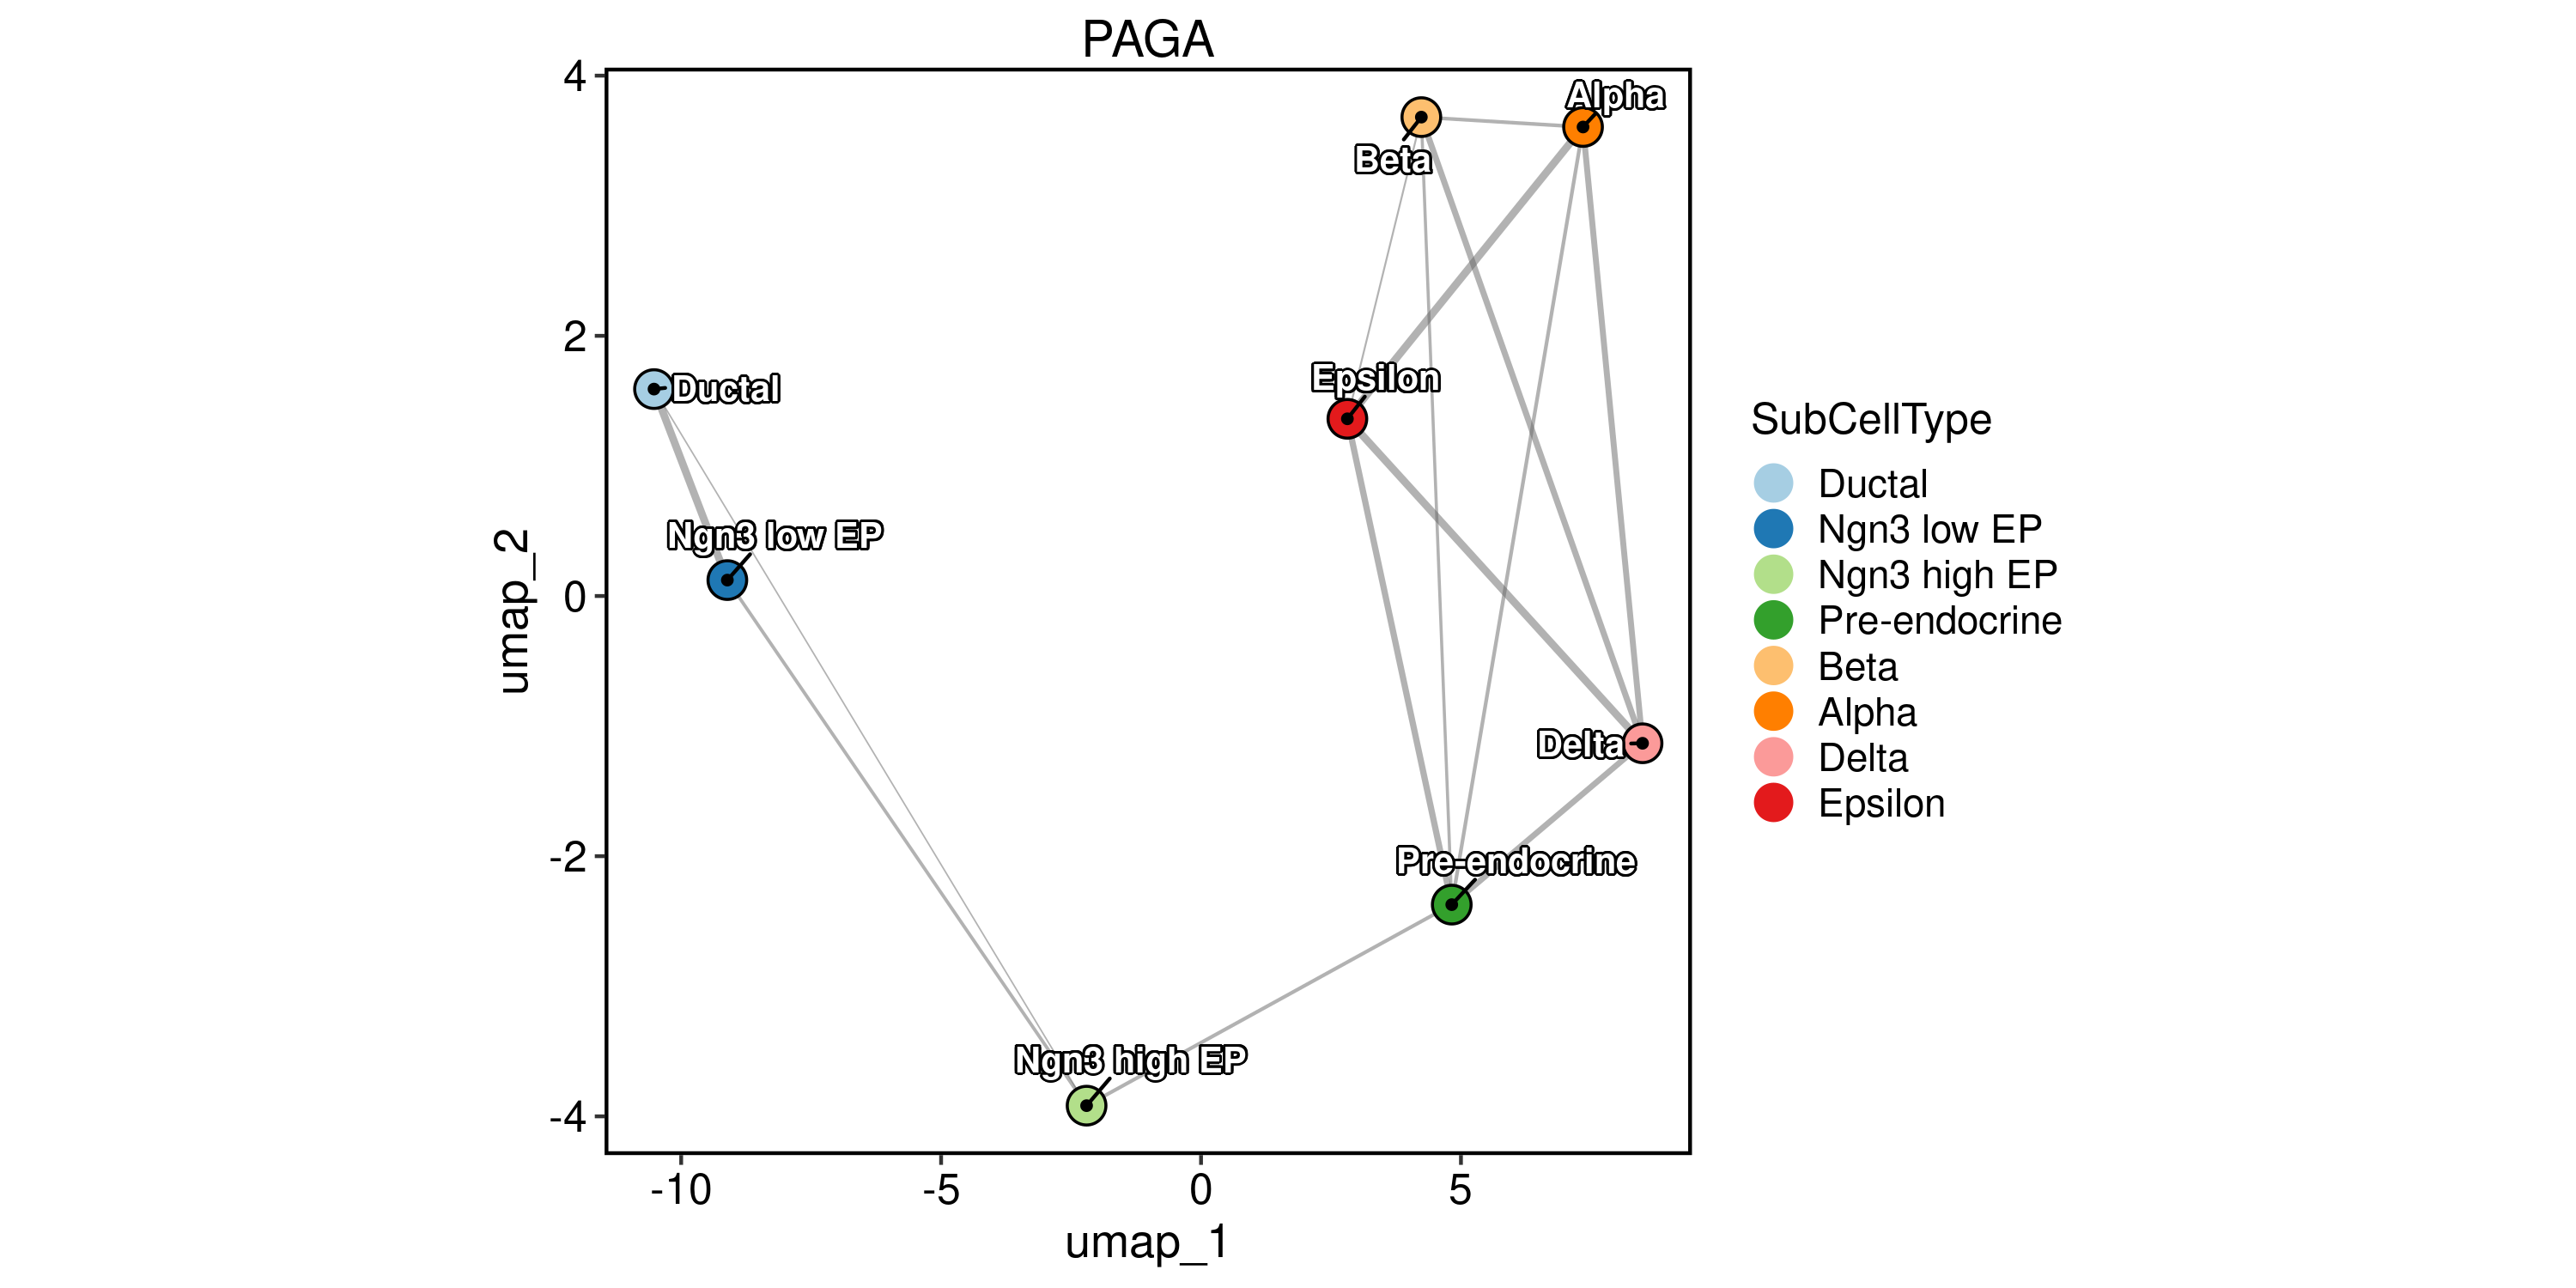 PAGA
4
2
0
-2
-4
umap_2
-10
-5
0
5
umap_1
Alpha
Beta
Epsilon
Ductal
Ngn3 low EP
Delta
Pre-endocrine
Ngn3 high EP
SubCellType
Ductal
Ngn3 low EP
Ngn3 high EP
Pre-endocrine
Beta
Alpha
Delta
Epsilon